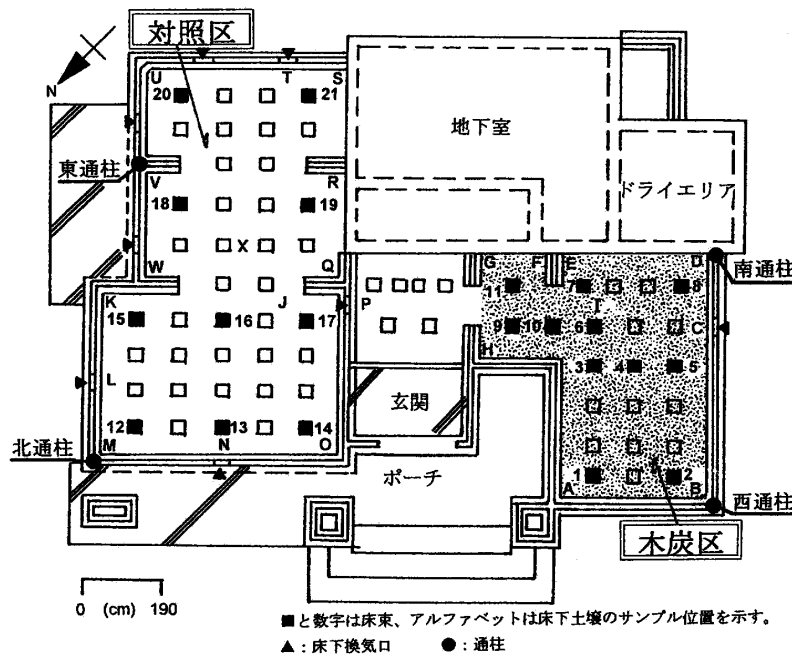 対照区
N
U T S
20 21
地下室
東通柱
V R
ドライエリア
18 19
X
W Q
G F E D
南通柱
K J P
11 7 I 8
15 16 17
9 10 6 C
H
L
3 4 5
玄関
12 13 14
M N O
北通柱
ポーチ
1 2
A B
西通柱
木炭区
0 (cm) 190
■と数字は床束、アルファベットは床下土壌のサンプル位置を示す。
▲:床下換気口 ●:通柱